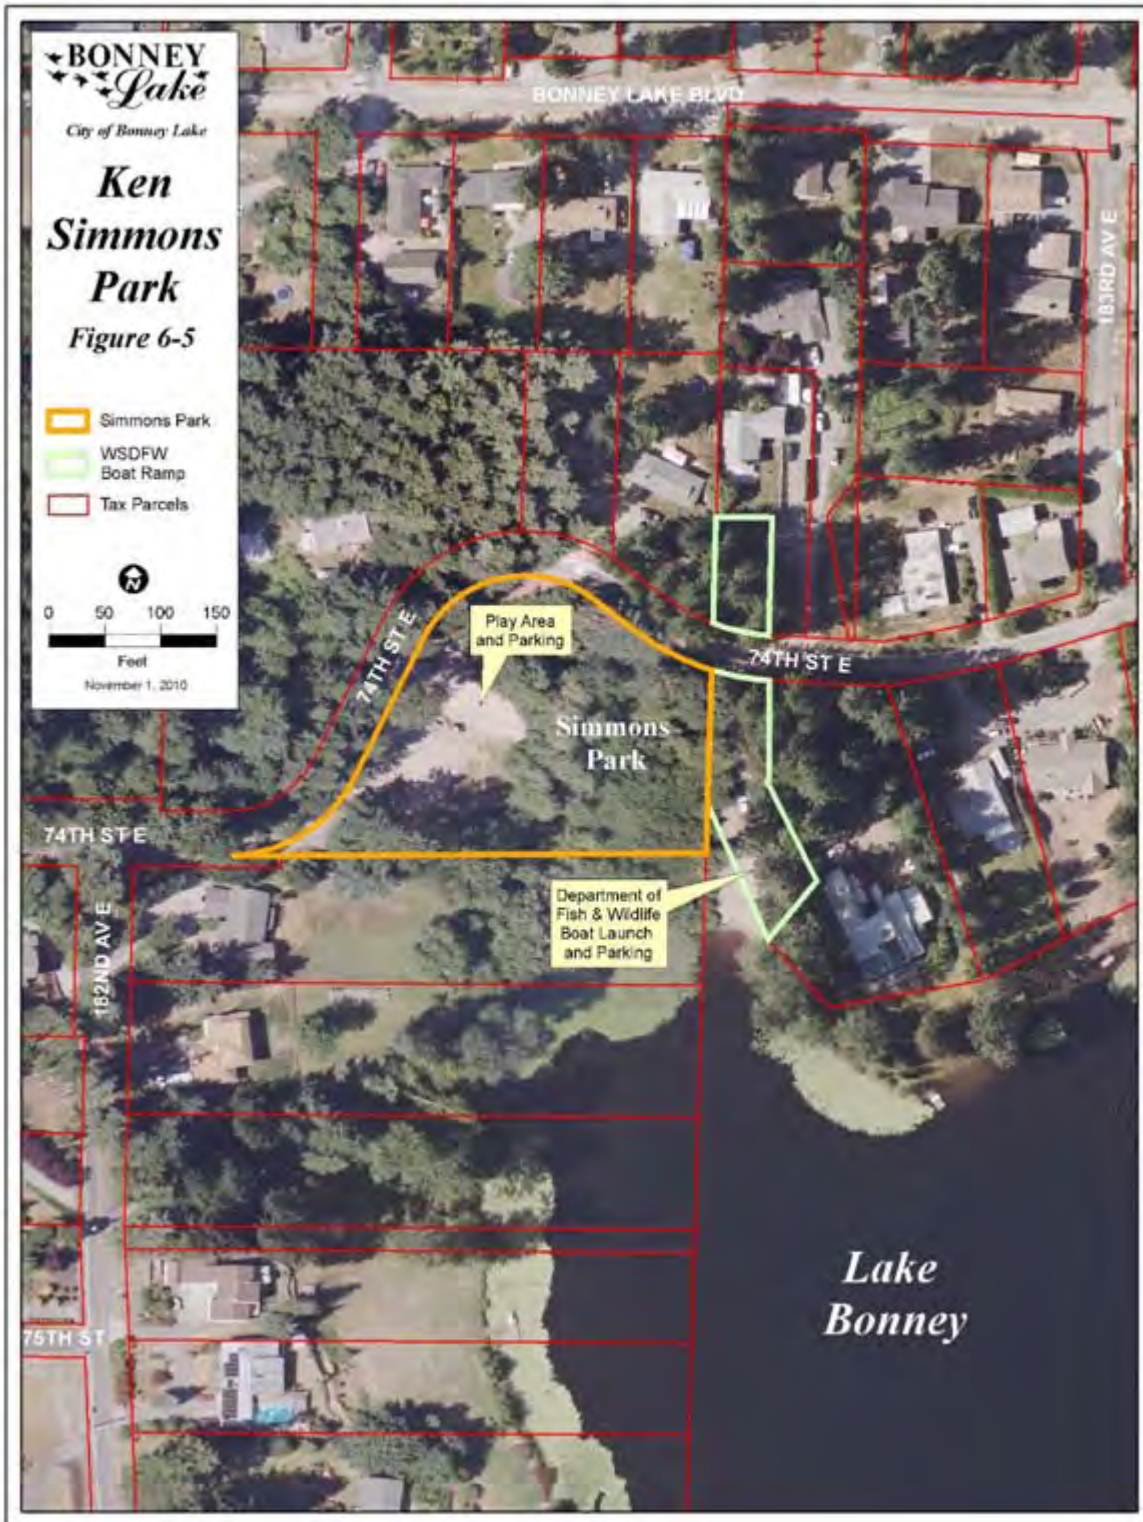 BONNEY
Lake
City of Bonney Lake
Ken
Simmons
Park
Figure 6-5
Simmons Park
WSDFW
Boat Ramp
Tax Parcels
N
0 50 100 150
Feet
November 1, 2010
BONNEY LAKE BLVD
183RD AV E
74TH ST E
Play Area
and Parking
74TH ST E
Simmons
Park
74TH ST E
Department of
Fish & Wildlife
Boat Launch
and Parking
182ND AV E
Lake
Bonney
75TH ST